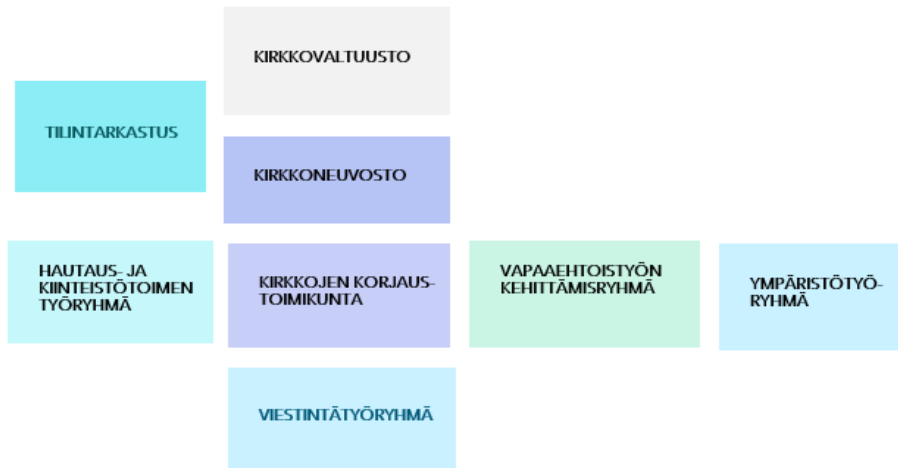 KIRKKOVALTUUSTO
TILINTARKASTUS
KIRKKONEUVOSTO
HAUTAUS- JA
KIINTEISTÖTOIMEN
TYÖRYHMÄ
KIRKKOJEN KORJAUS-
TOIMIKUNTA
VAPAAEHTOISTYÖN
KEHITTÄMISRYHMÄ
YMPÄRISTÖTYÖ-
RYHMÄ
VIESTINTÄTYÖRYHMÄ